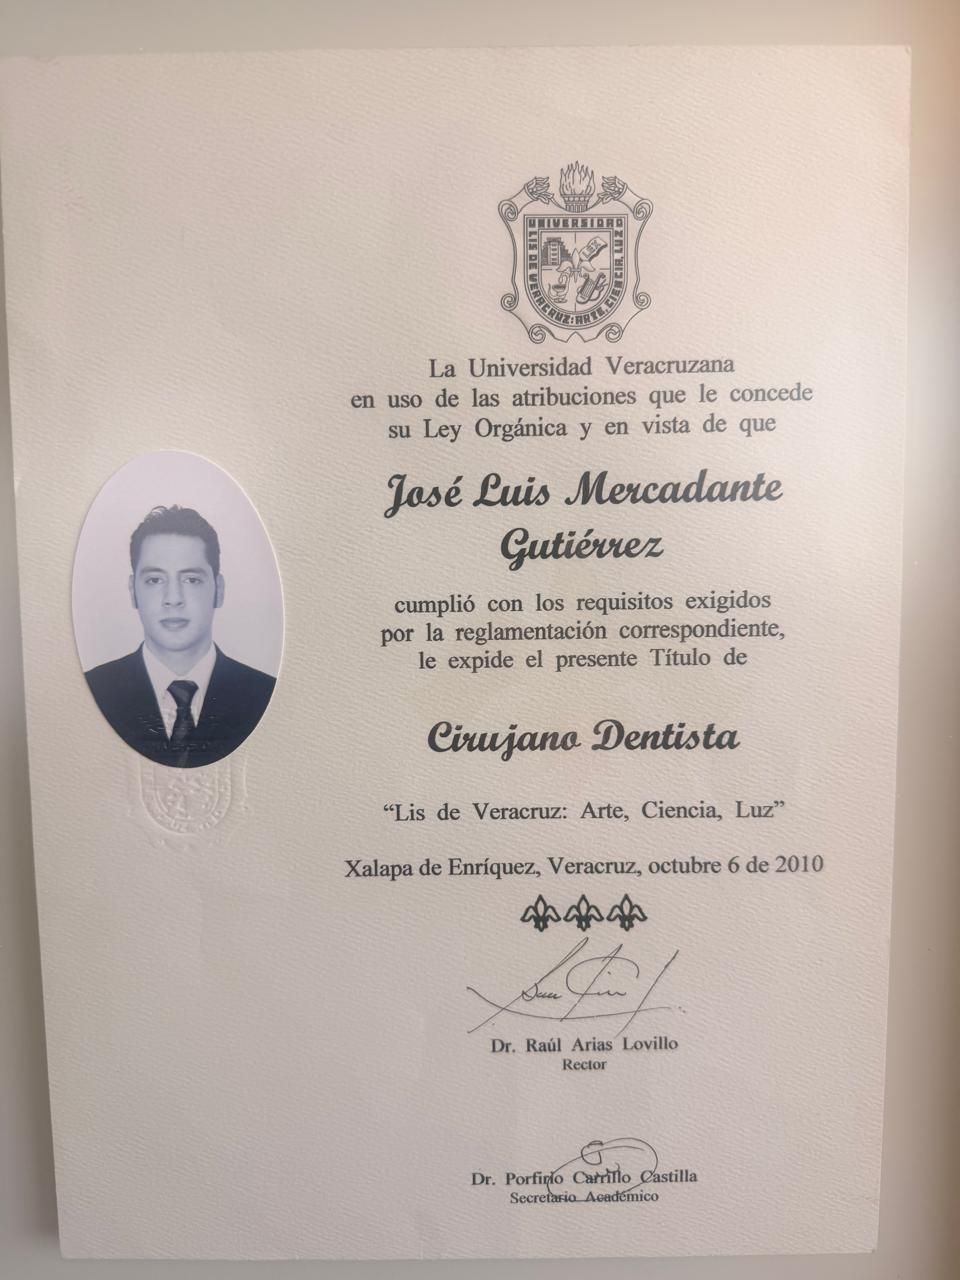 UNIVERSIDAD
LIS DE VERACRUZ: ARTE, CIENCIA, LUZ
La Universidad Veracruzana
en uso de las atribuciones que le concede
su Ley Orgánica y en vista de que
José Luis Mercadante
Gutiérrez
cumplió con los requisitos exigidos
por la reglamentación correspondiente,
le expide el presente Título de
Cirujano Dentista
“Lis de Veracruz: Arte, Ciencia, Luz”
Xalapa de Enríquez, Veracruz, octubre 6 de 2010
Dr. Raúl Arias Lovillo
Rector
Dr. Porfirio Carrillo Castilla
Secretario Académico